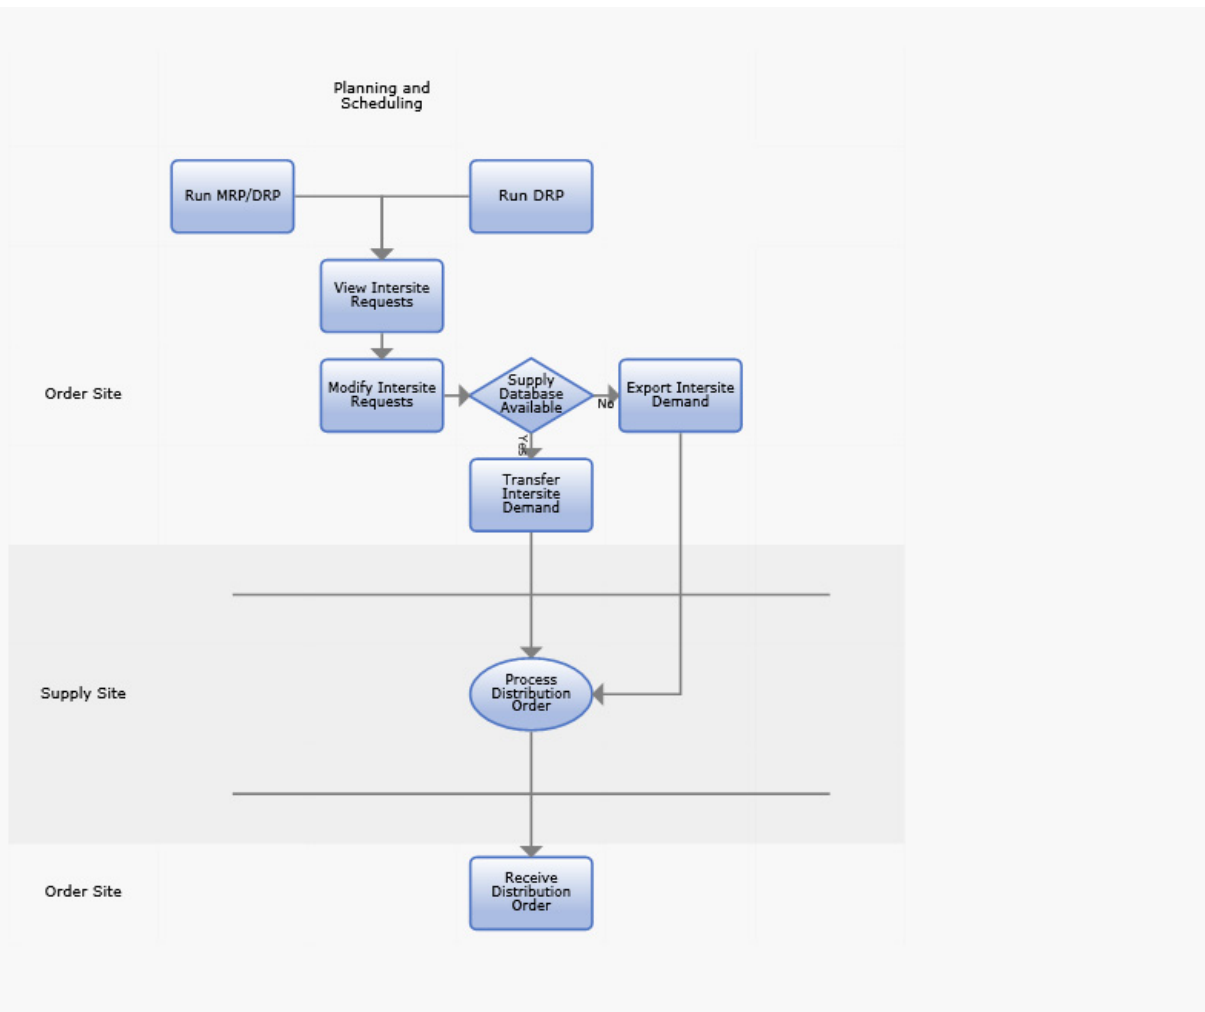 Planning and
Scheduling
Run MRP/DRP
Run DRP
View Intersite
Requests
Order Site
Modify Intersite
Requests
Supply
Database
Available
No
Export Intersite
Demand
Yes
Transfer
Intersite
Demand
Supply Site
Process
Distribution
Order
Order Site
Receive
Distribution
Order